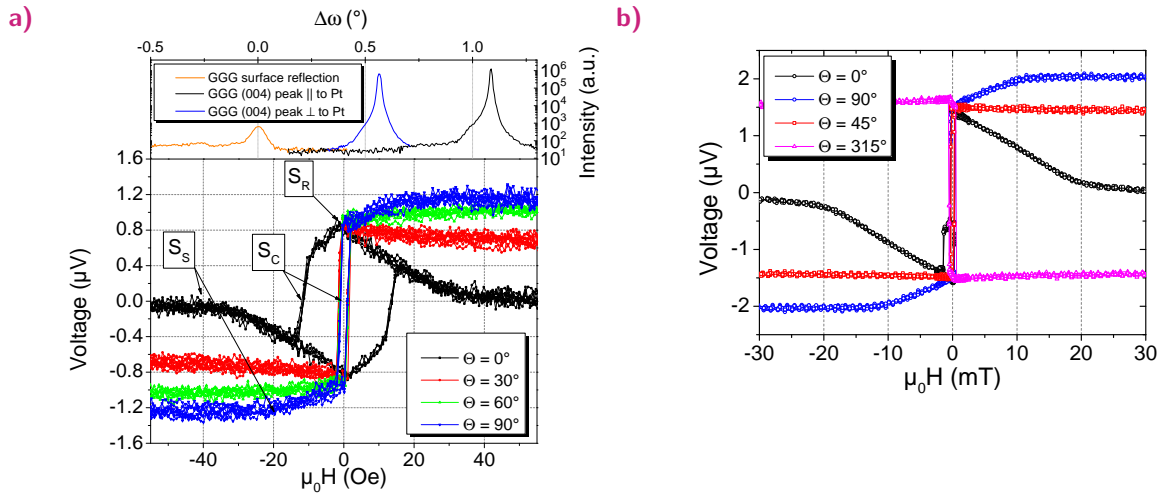 a)
Δω (°)
-0.5 0.0 0.5 1.0
GGG surface reflection
GGG (004) peak || to Pt
GGG (004) peak ⊥ to Pt
10⁶
10⁵
10⁴
10³
10²
10¹
Intensity (a.u.)
1.6
1.2
0.8
0.4
0.0
-0.4
-0.8
-1.2
-1.6
Voltage (µV)
S_R
S_S
S_C
Θ = 0°
Θ = 30°
Θ = 60°
Θ = 90°
-40 -20 0 20 40
µ₀H (Oe)
b)
2
1
0
-1
-2
Voltage (µV)
Θ = 0°
Θ = 90°
Θ = 45°
Θ = 315°
-30 -20 -10 0 10 20 30
µ₀H (mT)